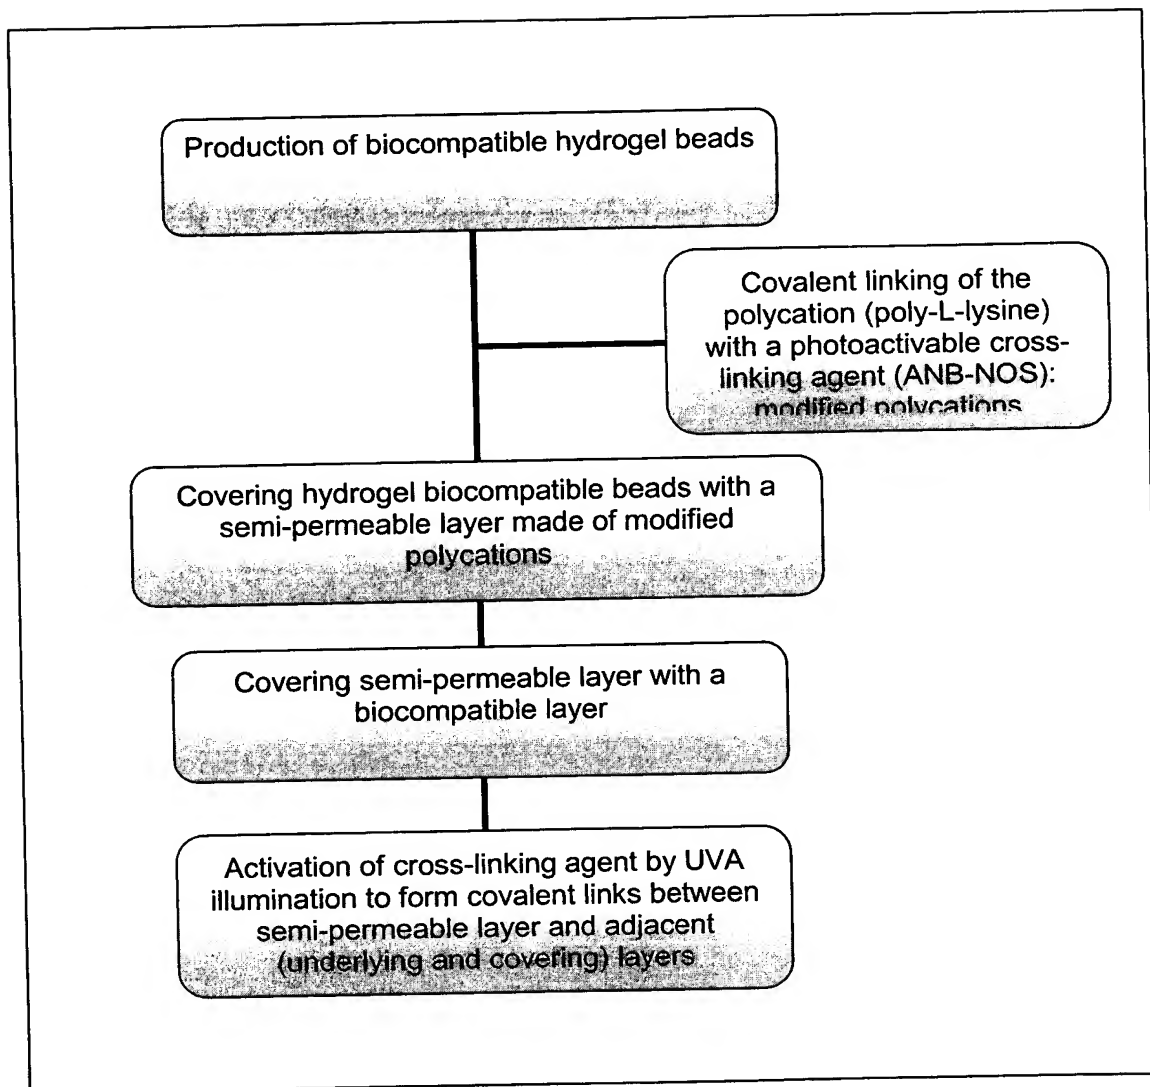 Production of biocompatible hydrogel beads
Covalent linking of the
polycation (poly-L-lysine)
with a photoactivable cross-
linking agent (ANB-NOS):
modified polycations
Covering hydrogel biocompatible beads with a
semi-permeable layer made of modified
polycations
Covering semi-permeable layer with a
biocompatible layer
Activation of cross-linking agent by UVA
illumination to form covalent links between
semi-permeable layer and adjacent
(underlying and covering) layers